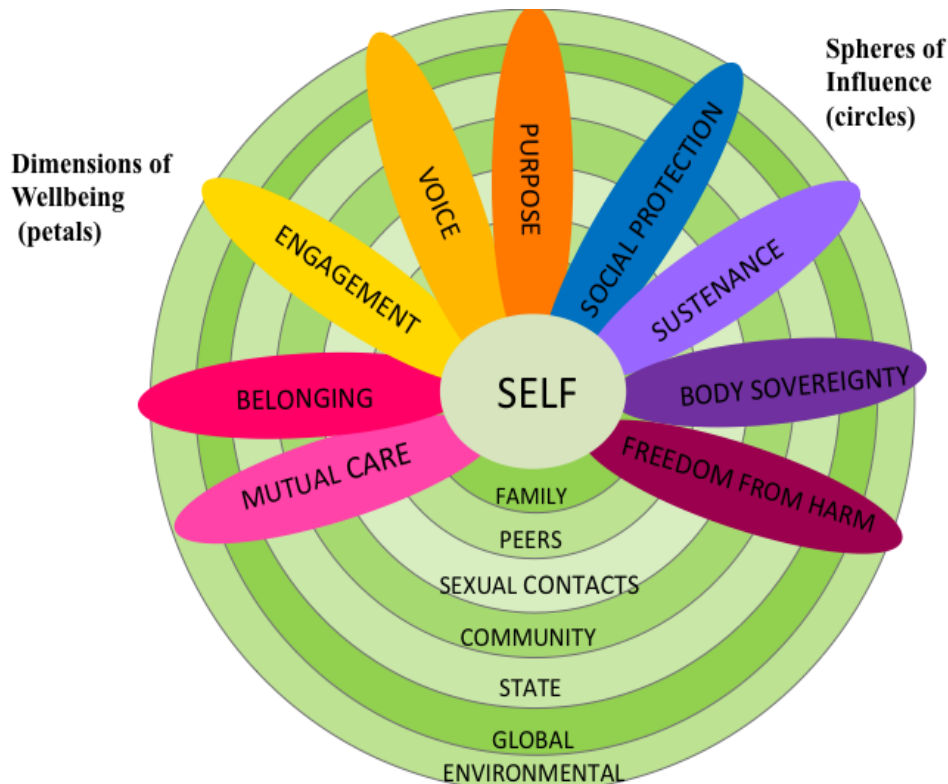 Spheres of
Influence
(circles)
Dimensions of
Wellbeing
(petals)
MUTUAL CARE
BELONGING
ENGAGEMENT
VOICE
PURPOSE
SOCIAL PROTECTION
SUSTENANCE
BODY SOVEREIGNTY
FREEDOM FROM HARM
SELF
FAMILY
PEERS
SEXUAL CONTACTS
COMMUNITY
STATE
GLOBAL
ENVIRONMENTAL